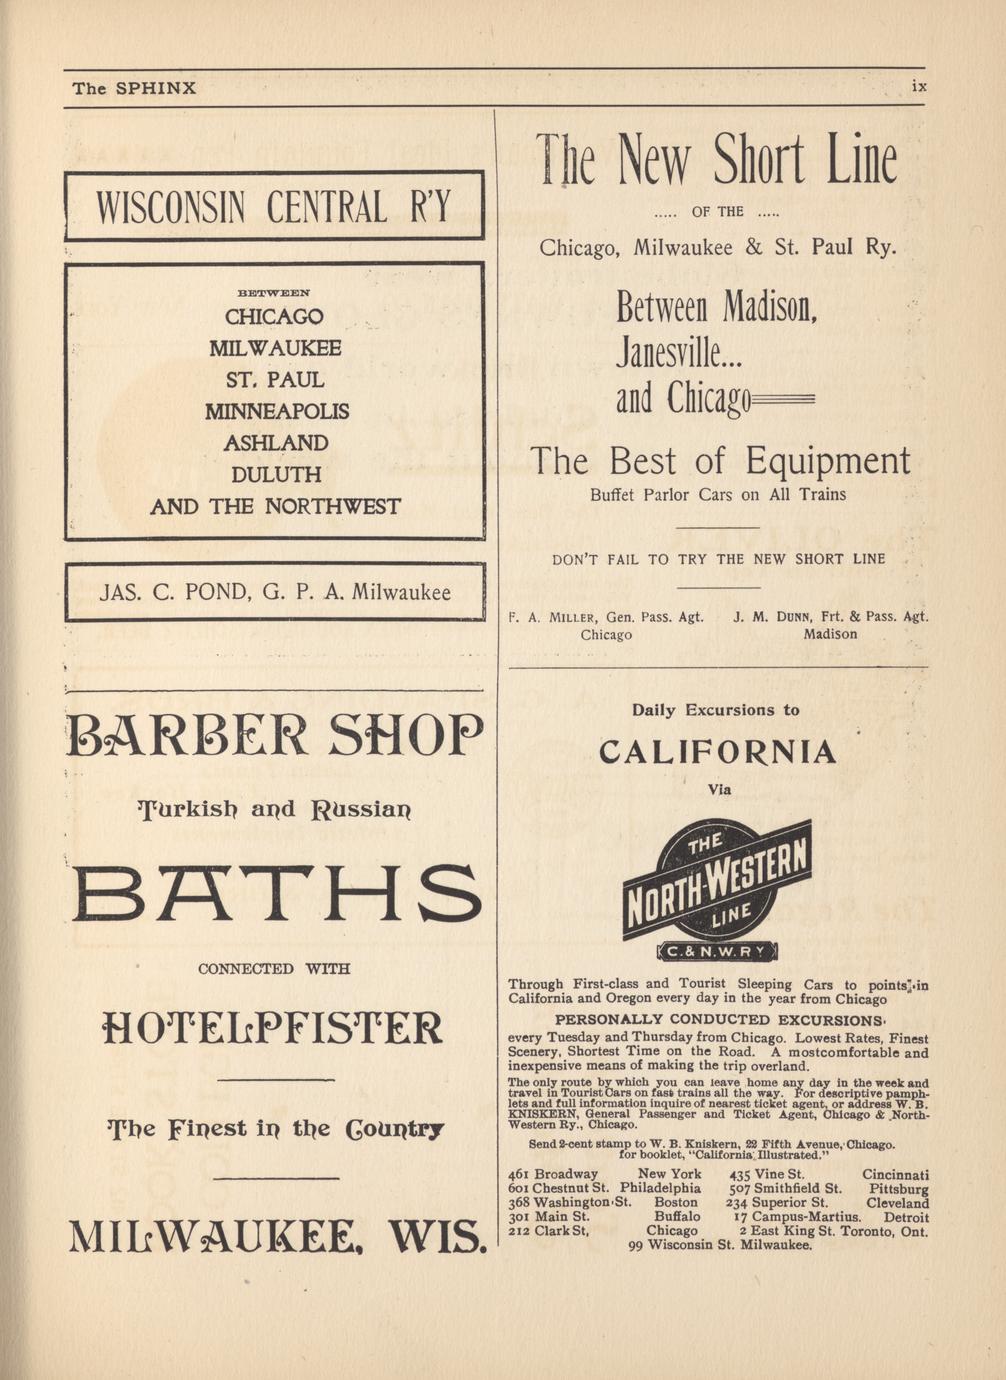 The SPHINX
ix
WISCONSIN CENTRAL R'Y
BETWEEN
CHICAGO
MILWAUKEE
ST. PAUL
MINNEAPOLIS
ASHLAND
DULUTH
AND THE NORTHWEST
JAS. C. POND, G. P. A. Milwaukee
BARBER SHOP
Turkish and Russian
BATHS
CONNECTED WITH
HOTEL PFISTER
The Finest in the Country
MILWAUKEE, WIS.
The New Short Line
..... OF THE .....
Chicago, Milwaukee & St. Paul Ry.
Between Madison,
Janesville...
and Chicago
The Best of Equipment
Buffet Parlor Cars on All Trains
DON'T FAIL TO TRY THE NEW SHORT LINE
F. A. MILLER, Gen. Pass. Agt. J. M. DUNN, Frt. & Pass. Agt.
Chicago Madison
Daily Excursions to
CALIFORNIA
Via
THE
NORTH-WESTERN
LINE
C. & N. W. RY
Through First-class and Tourist Sleeping Cars to points in
California and Oregon every day in the year from Chicago
PERSONALLY CONDUCTED EXCURSIONS
every Tuesday and Thursday from Chicago. Lowest Rates, Finest
Scenery, Shortest Time on the Road. A mostcomfortable and
inexpensive means of making the trip overland.
The only route by which you can leave home any day in the week and
travel in Tourist Cars on fast trains all the way. For descriptive pamph-
lets and full information inquire of nearest ticket agent, or address W. B.
KNISKERN, General Passenger and Ticket Agent, Chicago & North-
Western Ry., Chicago.
Send 2-cent stamp to W. B. Kniskern, 22 Fifth Avenue, Chicago.
for booklet, "California Illustrated."
461 Broadway New York 435 Vine St. Cincinnati
601 Chestnut St. Philadelphia 507 Smithfield St. Pittsburg
368 Washington St. Boston 234 Superior St. Cleveland
301 Main St. Buffalo 17 Campus-Martius. Detroit
212 Clark St, Chicago 2 East King St. Toronto, Ont.
99 Wisconsin St. Milwaukee.